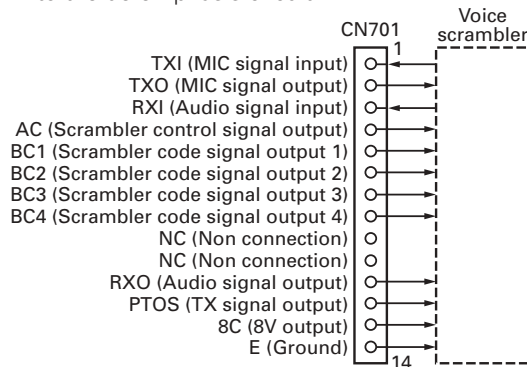 Voice
scrambler
CN701
1
TXI (MIC signal input)
TXO (MIC signal output)
RXI (Audio signal input)
AC (Scrambler control signal output)
BC1 (Scrambler code signal output 1)
BC2 (Scrambler code signal output 2)
BC3 (Scrambler code signal output 3)
BC4 (Scrambler code signal output 4)
NC (Non connection)
NC (Non connection)
RXO (Audio signal output)
PTOS (TX signal output)
8C (8V output)
E (Ground)
14